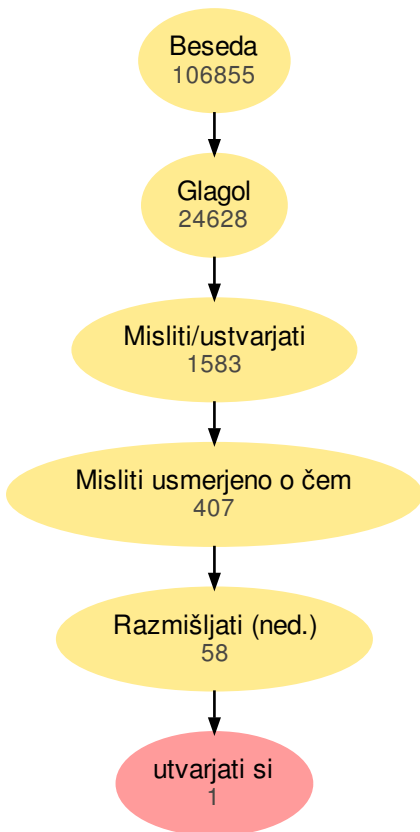 Beseda
106855
Glagol
24628
Misliti/ustvarjati
1583
Misliti usmerjeno o čem
407
Razmišljati (ned.)
58
utvarjati si
1